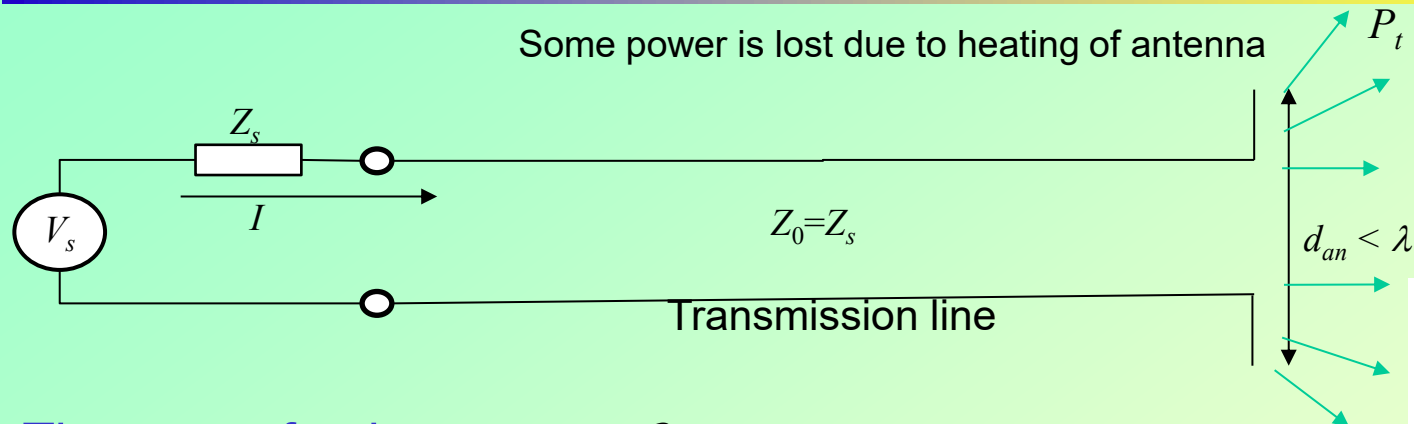 Some power is lost due to heating of antenna
P_t
Z_s
I
V_s
Z_0=Z_s
d_an < λ
Transmission line